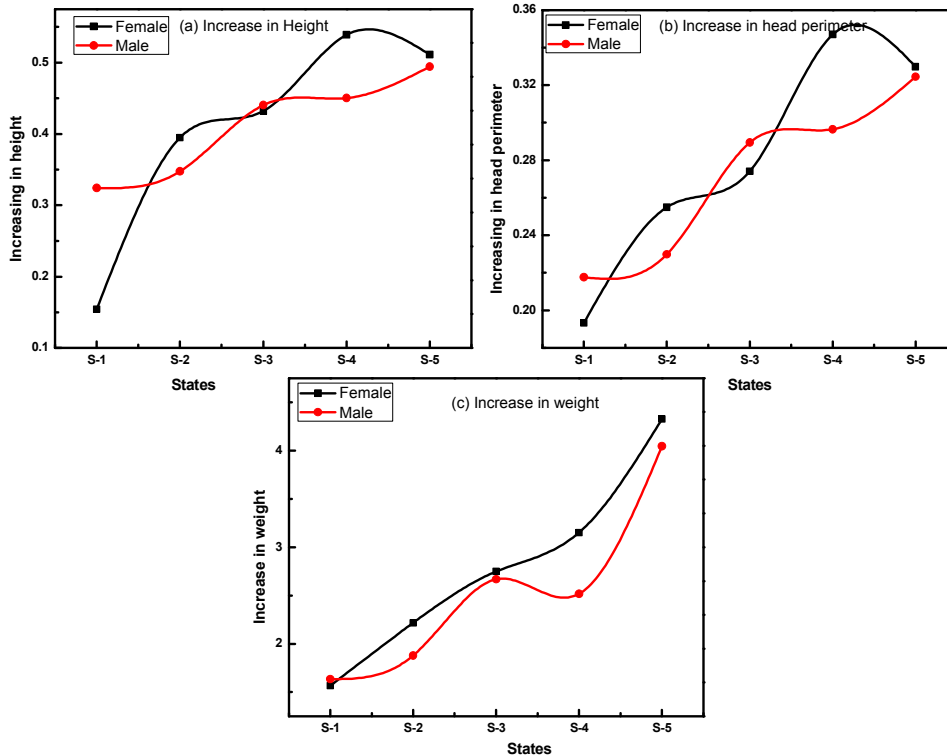 (a) Increase in Height
Female
Male
Increasing in height
0.5
0.4
0.3
0.2
0.1
S-1 S-2 S-3 S-4 S-5
States
(b) Increase in head perimeter
Female
Male
Increasing in head perimeter
0.36
0.32
0.28
0.24
0.20
S-1 S-2 S-3 S-4 S-5
States
(c) Increase in weight
Female
Male
Increase in weight
4
3
2
S-1 S-2 S-3 S-4 S-5
States